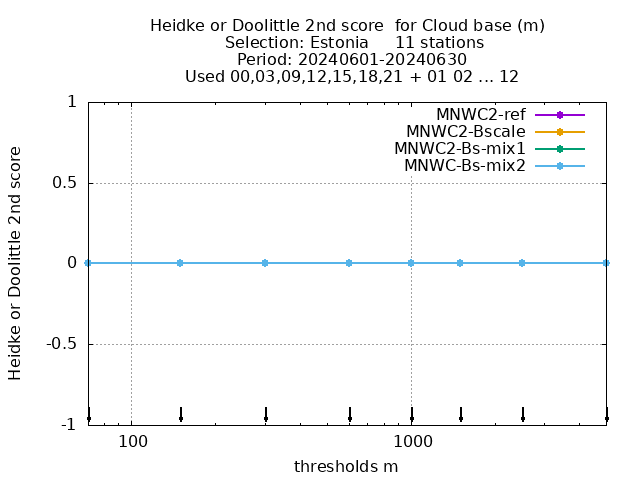 Heidke or Doolittle 2nd score  for Cloud base (m)
Selection: Estonia     11 stations
Period: 20240601-20240630
Used 00,03,09,12,15,18,21 + 01 02 ... 12
MNWC2-ref
MNWC2-Bscale
MNWC2-Bs-mix1
MNWC-Bs-mix2
1
0.5
0
-0.5
-1
Heidke or Doolittle 2nd score
100 1000
thresholds m